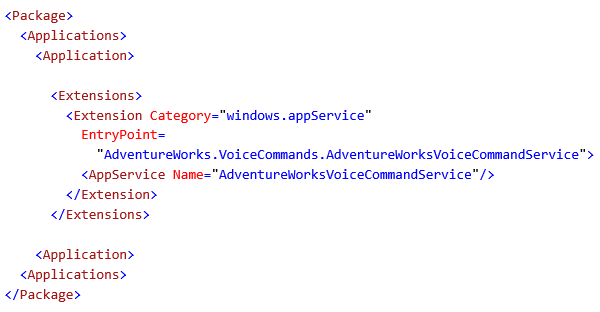 <Package>
<Applications>
<Application>
<Extensions>
<Extension Category="windows.appService"
EntryPoint=
"AdventureWorks.VoiceCommands.AdventureWorksVoiceCommandService">
<AppService Name="AdventureWorksVoiceCommandService"/>
</Extension>
</Extensions>
<Application>
<Applications>
</Package>